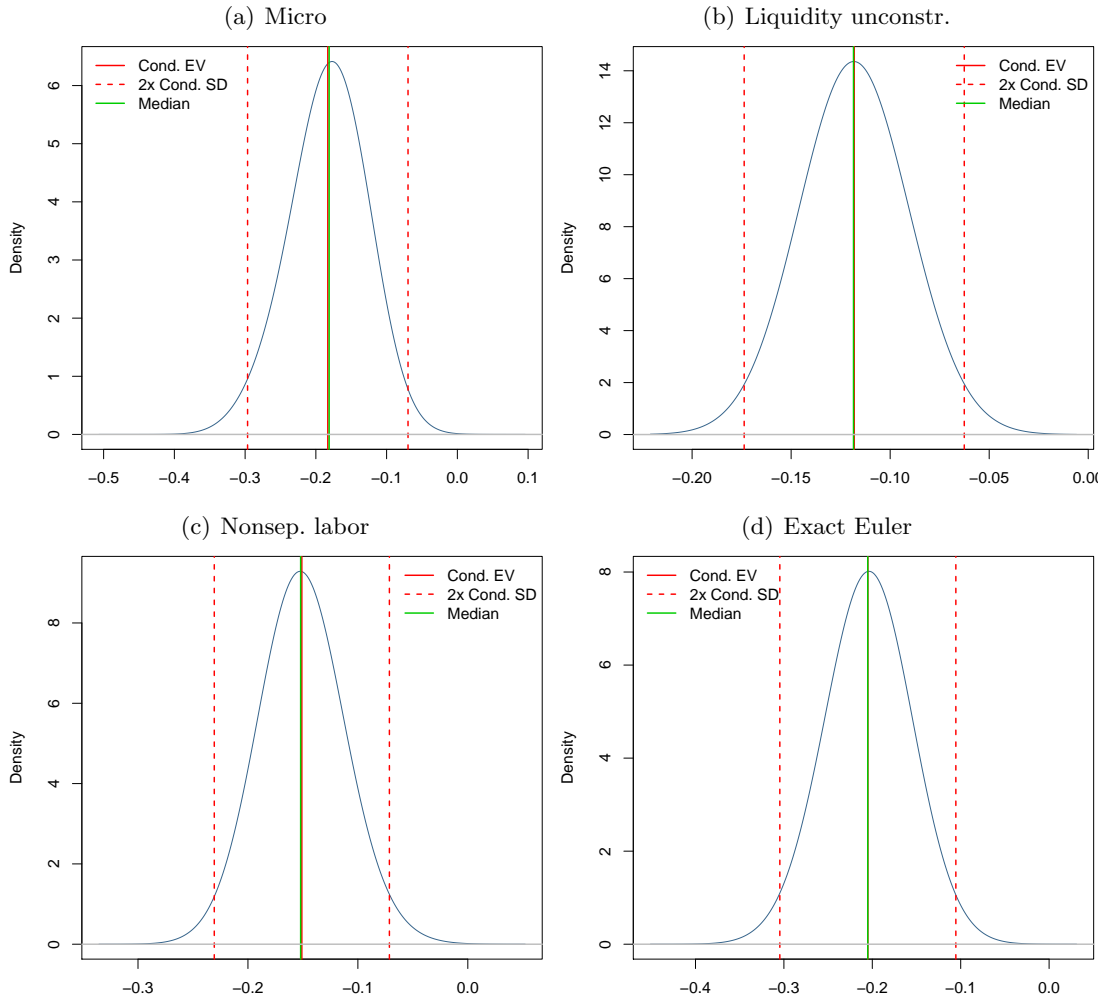 (a) Micro
Cond. EV
2x Cond. SD
Median
Density
0
1
2
3
4
5
6
−0.5
−0.4
−0.3
−0.2
−0.1
0.0
0.1
(b) Liquidity unconstr.
Cond. EV
2x Cond. SD
Median
Density
0
2
4
6
8
10
12
14
−0.20
−0.15
−0.10
−0.05
0.00
(c) Nonsep. labor
Cond. EV
2x Cond. SD
Median
Density
0
2
4
6
8
−0.3
−0.2
−0.1
0.0
(d) Exact Euler
Cond. EV
2x Cond. SD
Median
Density
0
2
4
6
8
−0.4
−0.3
−0.2
−0.1
0.0